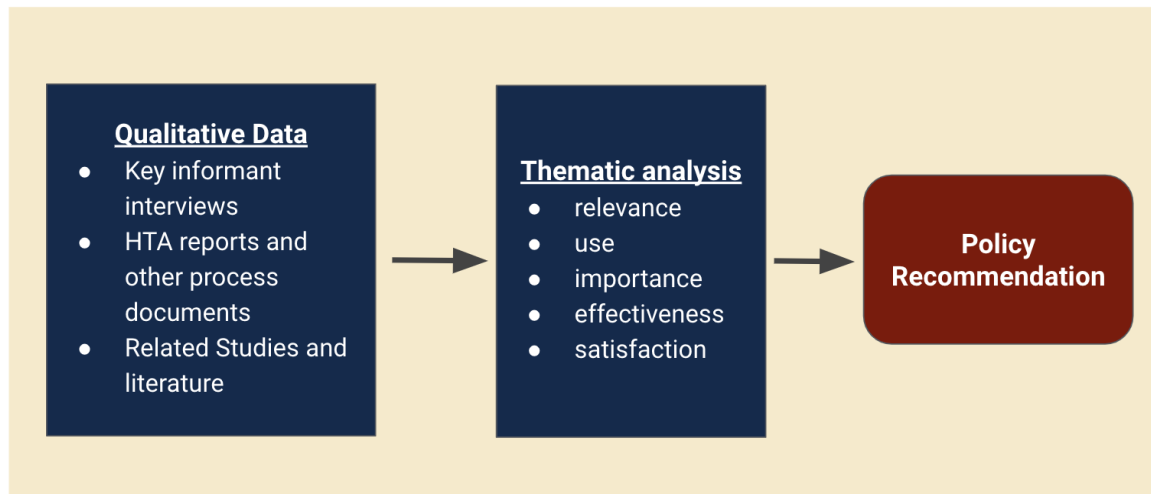 Qualitative Data
● Key informant
interviews
● HTA reports and
other process
documents
● Related Studies and
literature
Thematic analysis
● relevance
● use
● importance
● effectiveness
● satisfaction
Policy
Recommendation